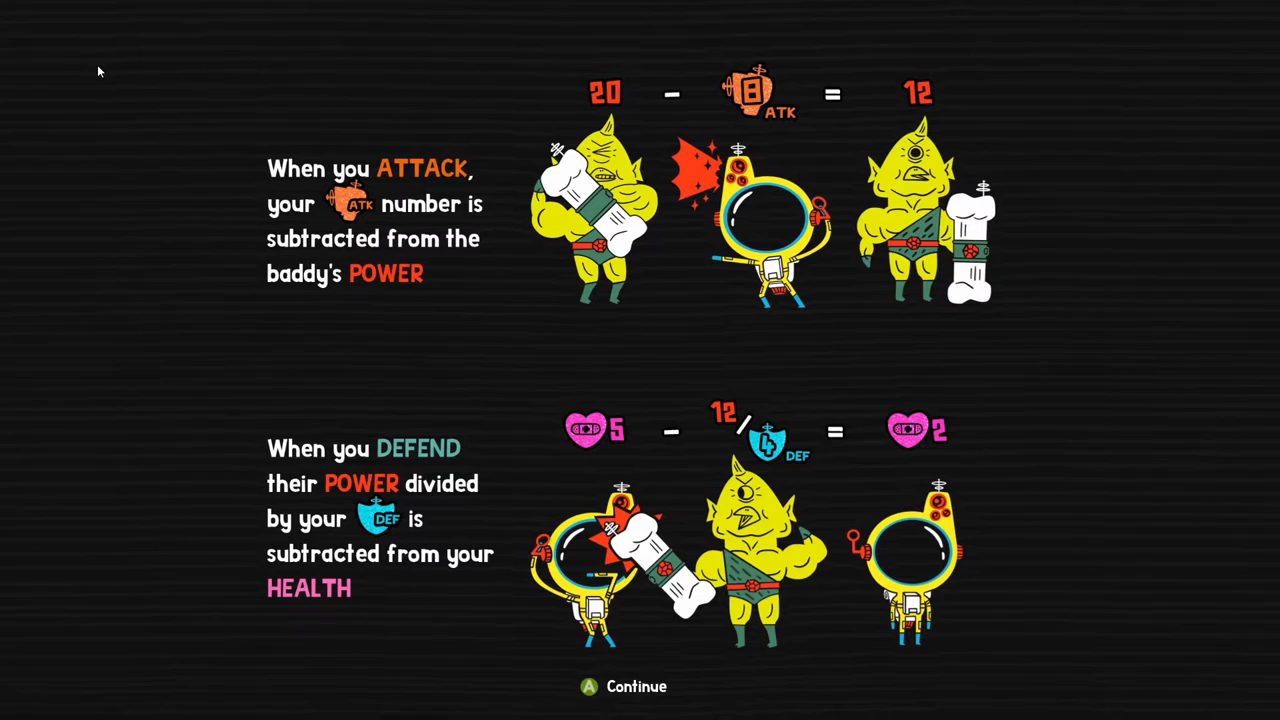 20 - 8 ATK = 12
When you ATTACK,
your ATK number is
subtracted from the
baddy's POWER
5 - 12/4 DEF = 2
When you DEFEND
their POWER divided
by your DEF is
subtracted from your
HEALTH
A Continue